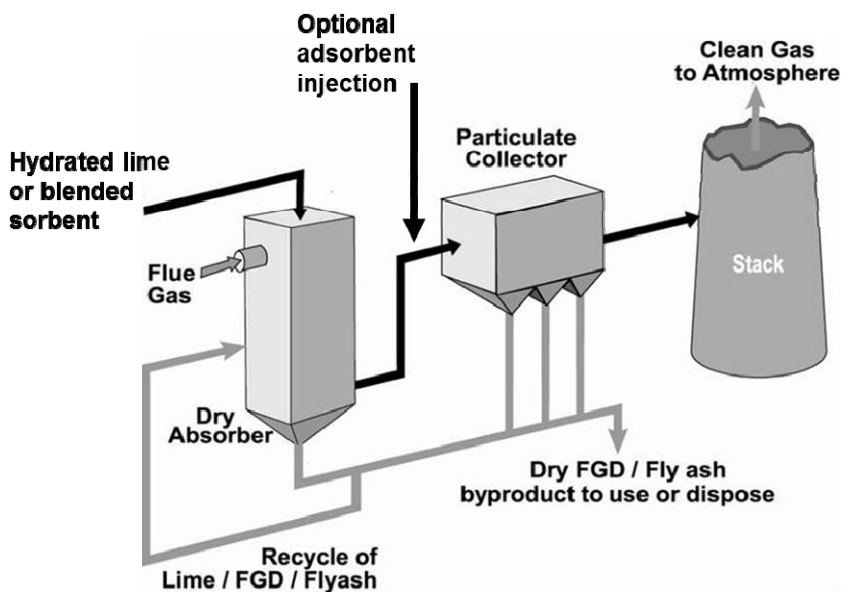 Optional
adsorbent
injection
Clean Gas
to Atmosphere
Particulate
Collector
Hydrated lime
or blended
sorbent
Flue
Gas
Stack
Dry
Absorber
Dry FGD / Fly ash
byproduct to use or dispose
Recycle of
Lime / FGD / Flyash